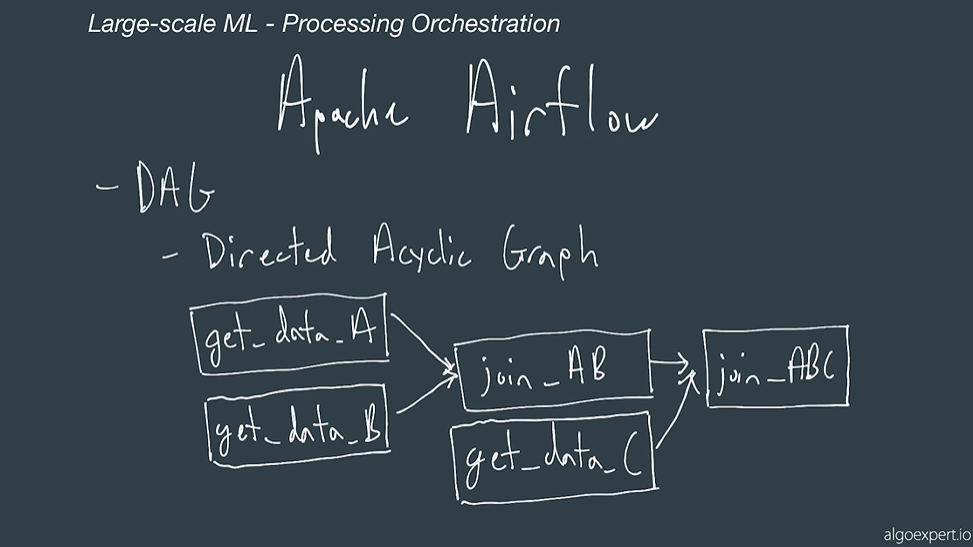 Large-scale ML - Processing Orchestration
Apache Airflow
- DAG
- Directed Acyclic Graph
get_data_A
get_data_B
join_AB
get_data_C
join_ABC
algoexpert.io